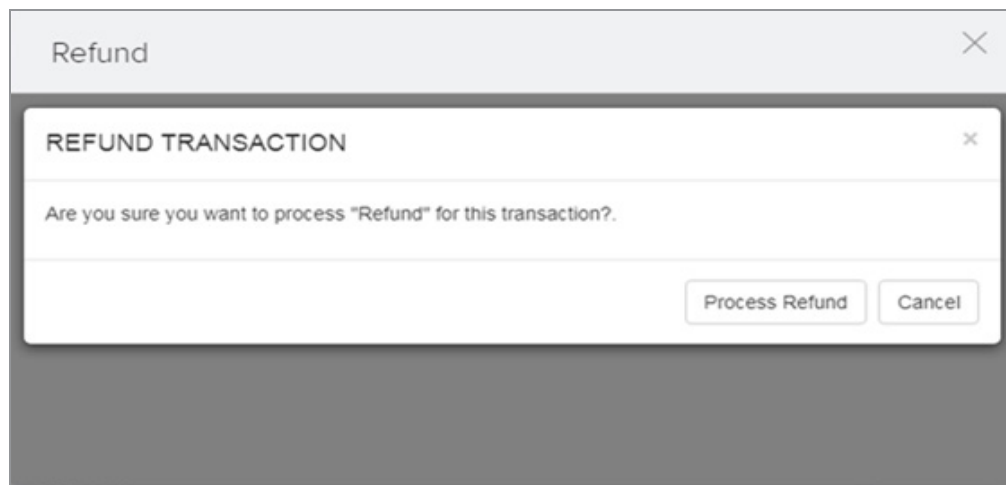 Refund
REFUND TRANSACTION
Are you sure you want to process "Refund" for this transaction?.
Process Refund
Cancel